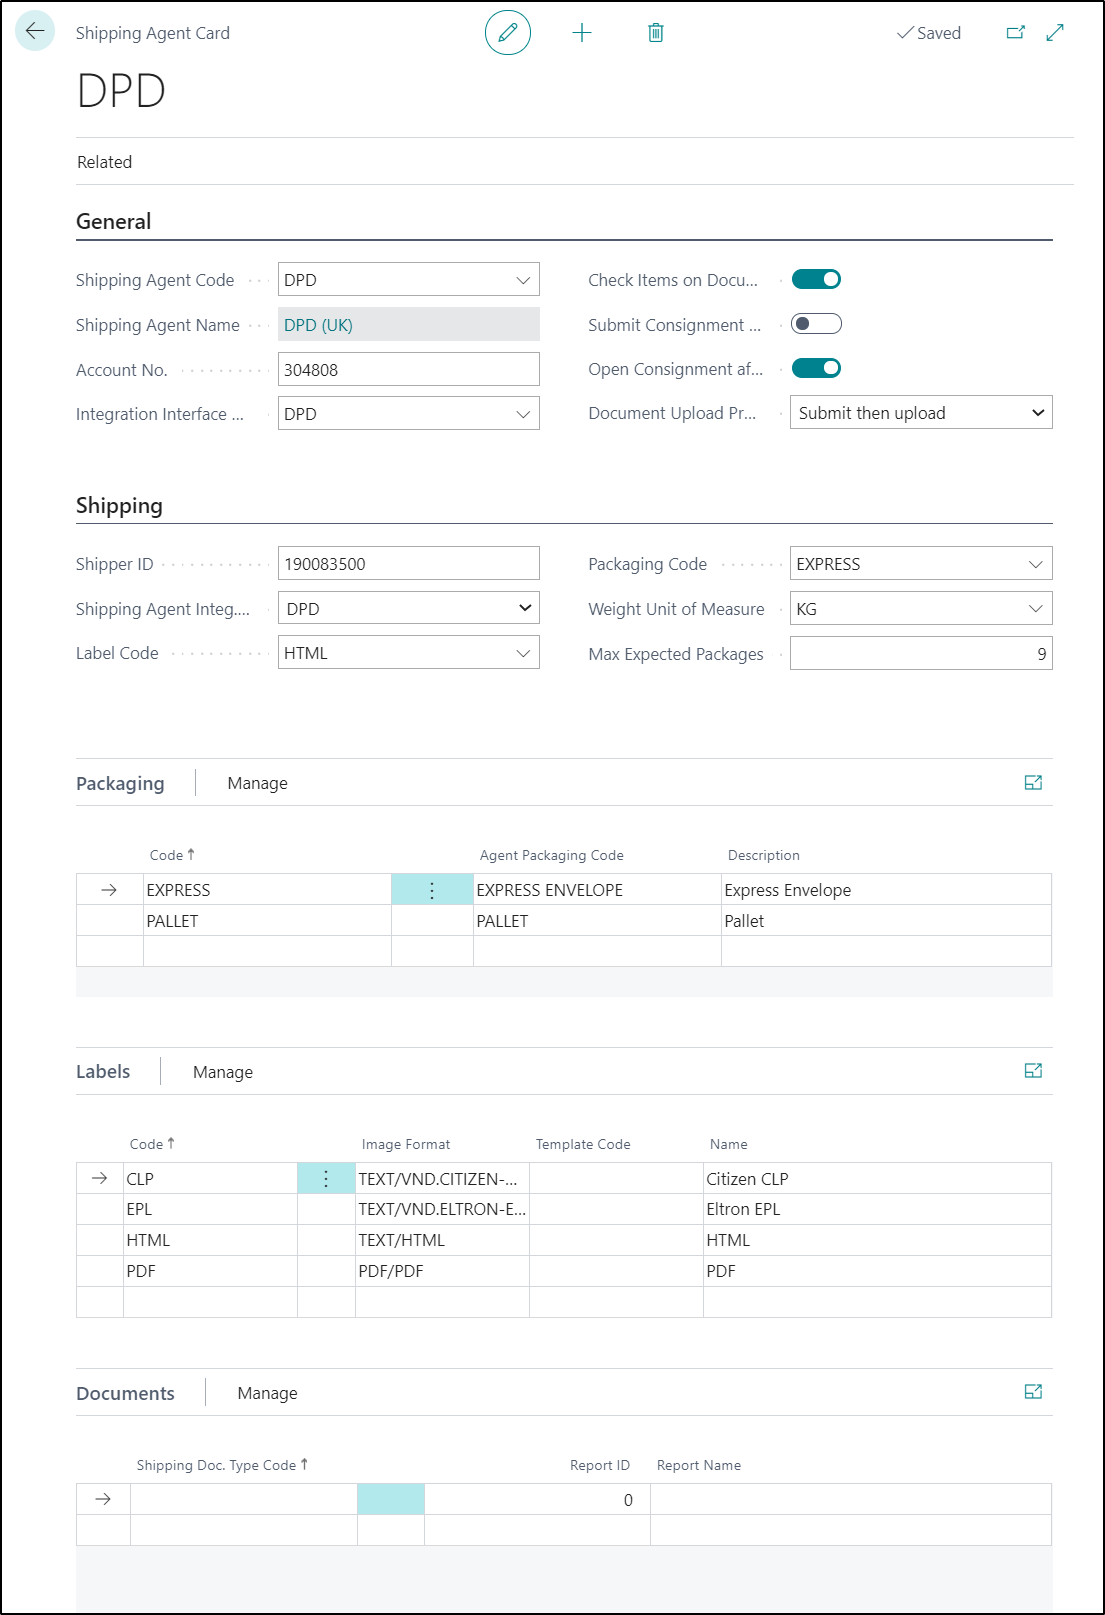 Shipping Agent Card
Saved
DPD
Related
General
Shipping Agent Code DPD
Check Items on Docu...
Shipping Agent Name DPD (UK)
Submit Consignment ...
Account No. 304808
Open Consignment af...
Integration Interface ... DPD
Document Upload Pr... Submit then upload
Shipping
Shipper ID 190083500
Packaging Code EXPRESS
Shipping Agent Integ.... DPD
Weight Unit of Measure KG
Label Code HTML
Max Expected Packages 9
Packaging Manage
Code Agent Packaging Code Description
EXPRESS EXPRESS ENVELOPE Express Envelope
PALLET PALLET Pallet
Labels Manage
Code Image Format Template Code Name
CLP TEXT/VND.CITIZEN-... Citizen CLP
EPL TEXT/VND.ELTRON-E... Eltron EPL
HTML TEXT/HTML HTML
PDF PDF/PDF PDF
Documents Manage
Shipping Doc. Type Code Report ID Report Name
0